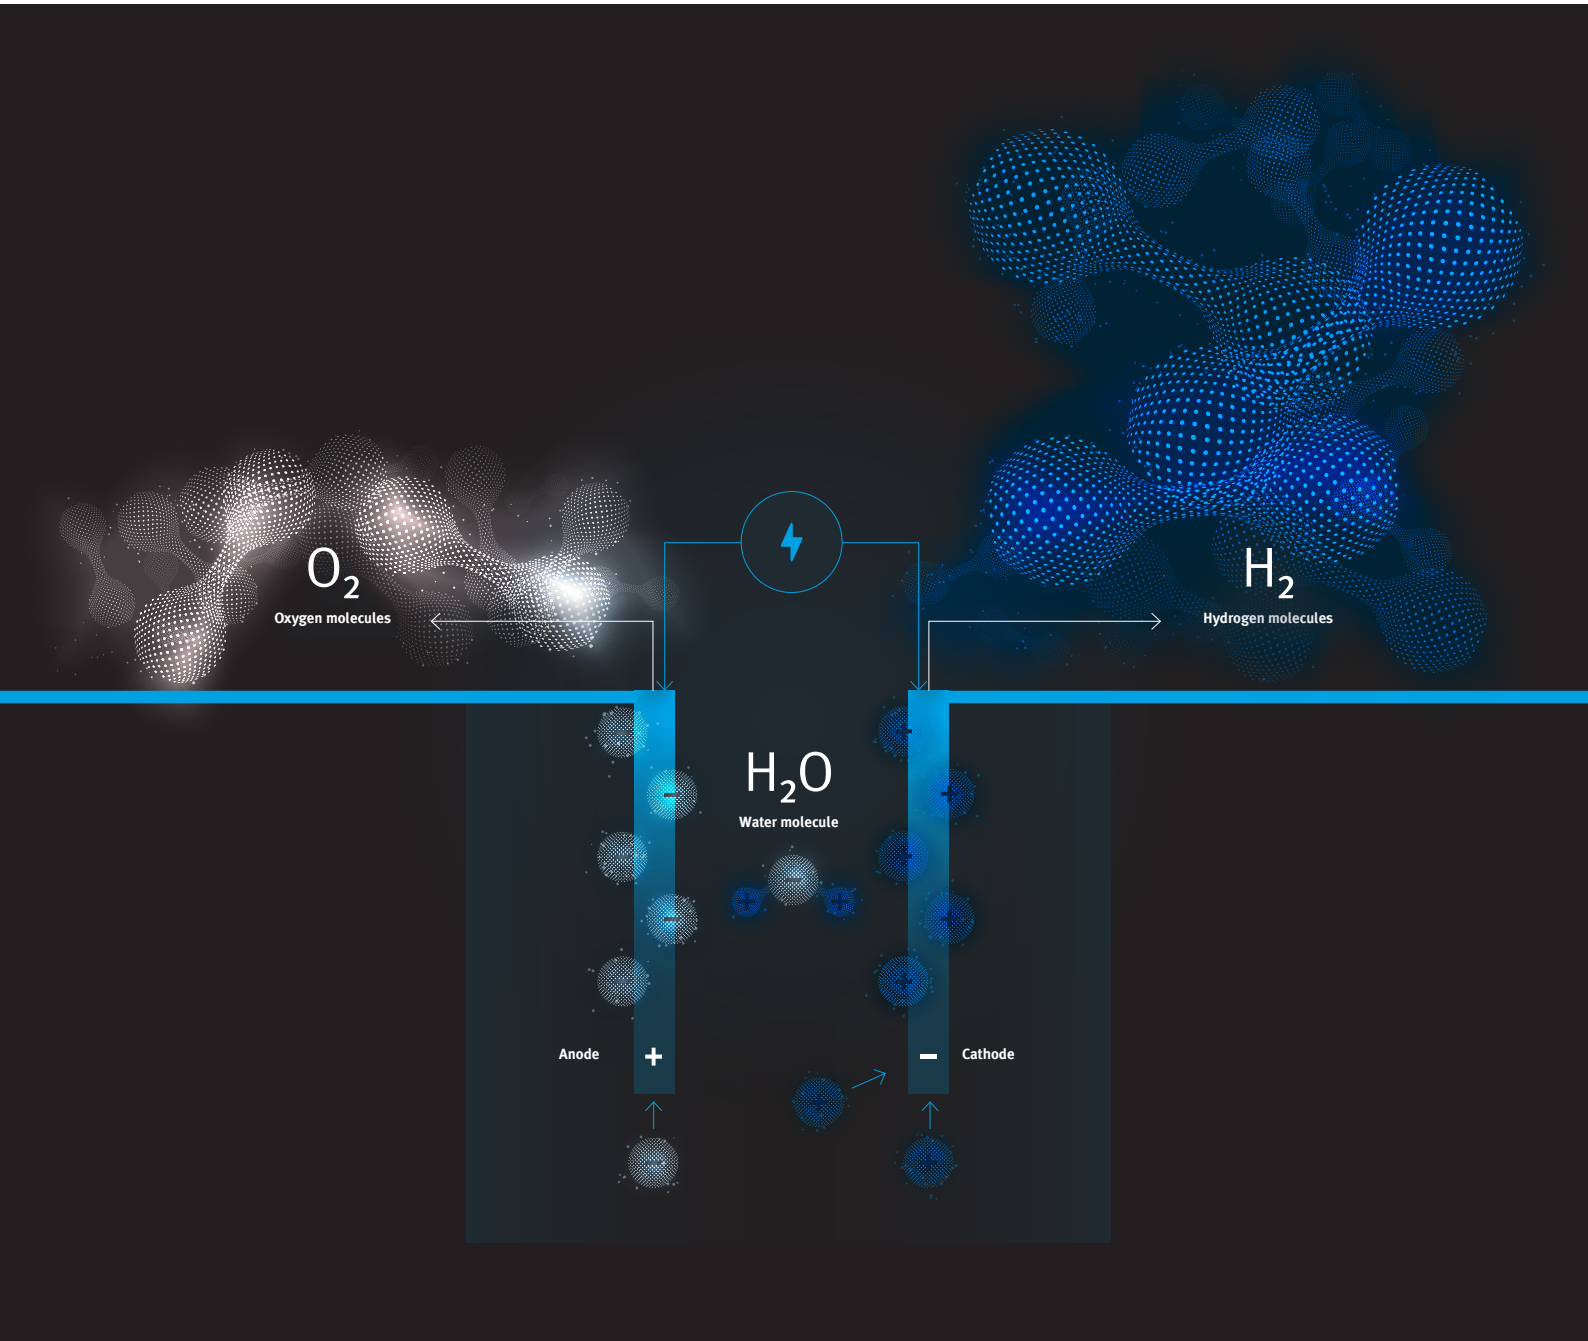 O₂
Oxygen molecules
H₂
Hydrogen molecules
H₂O
Water molecule
Anode
+
−
Cathode